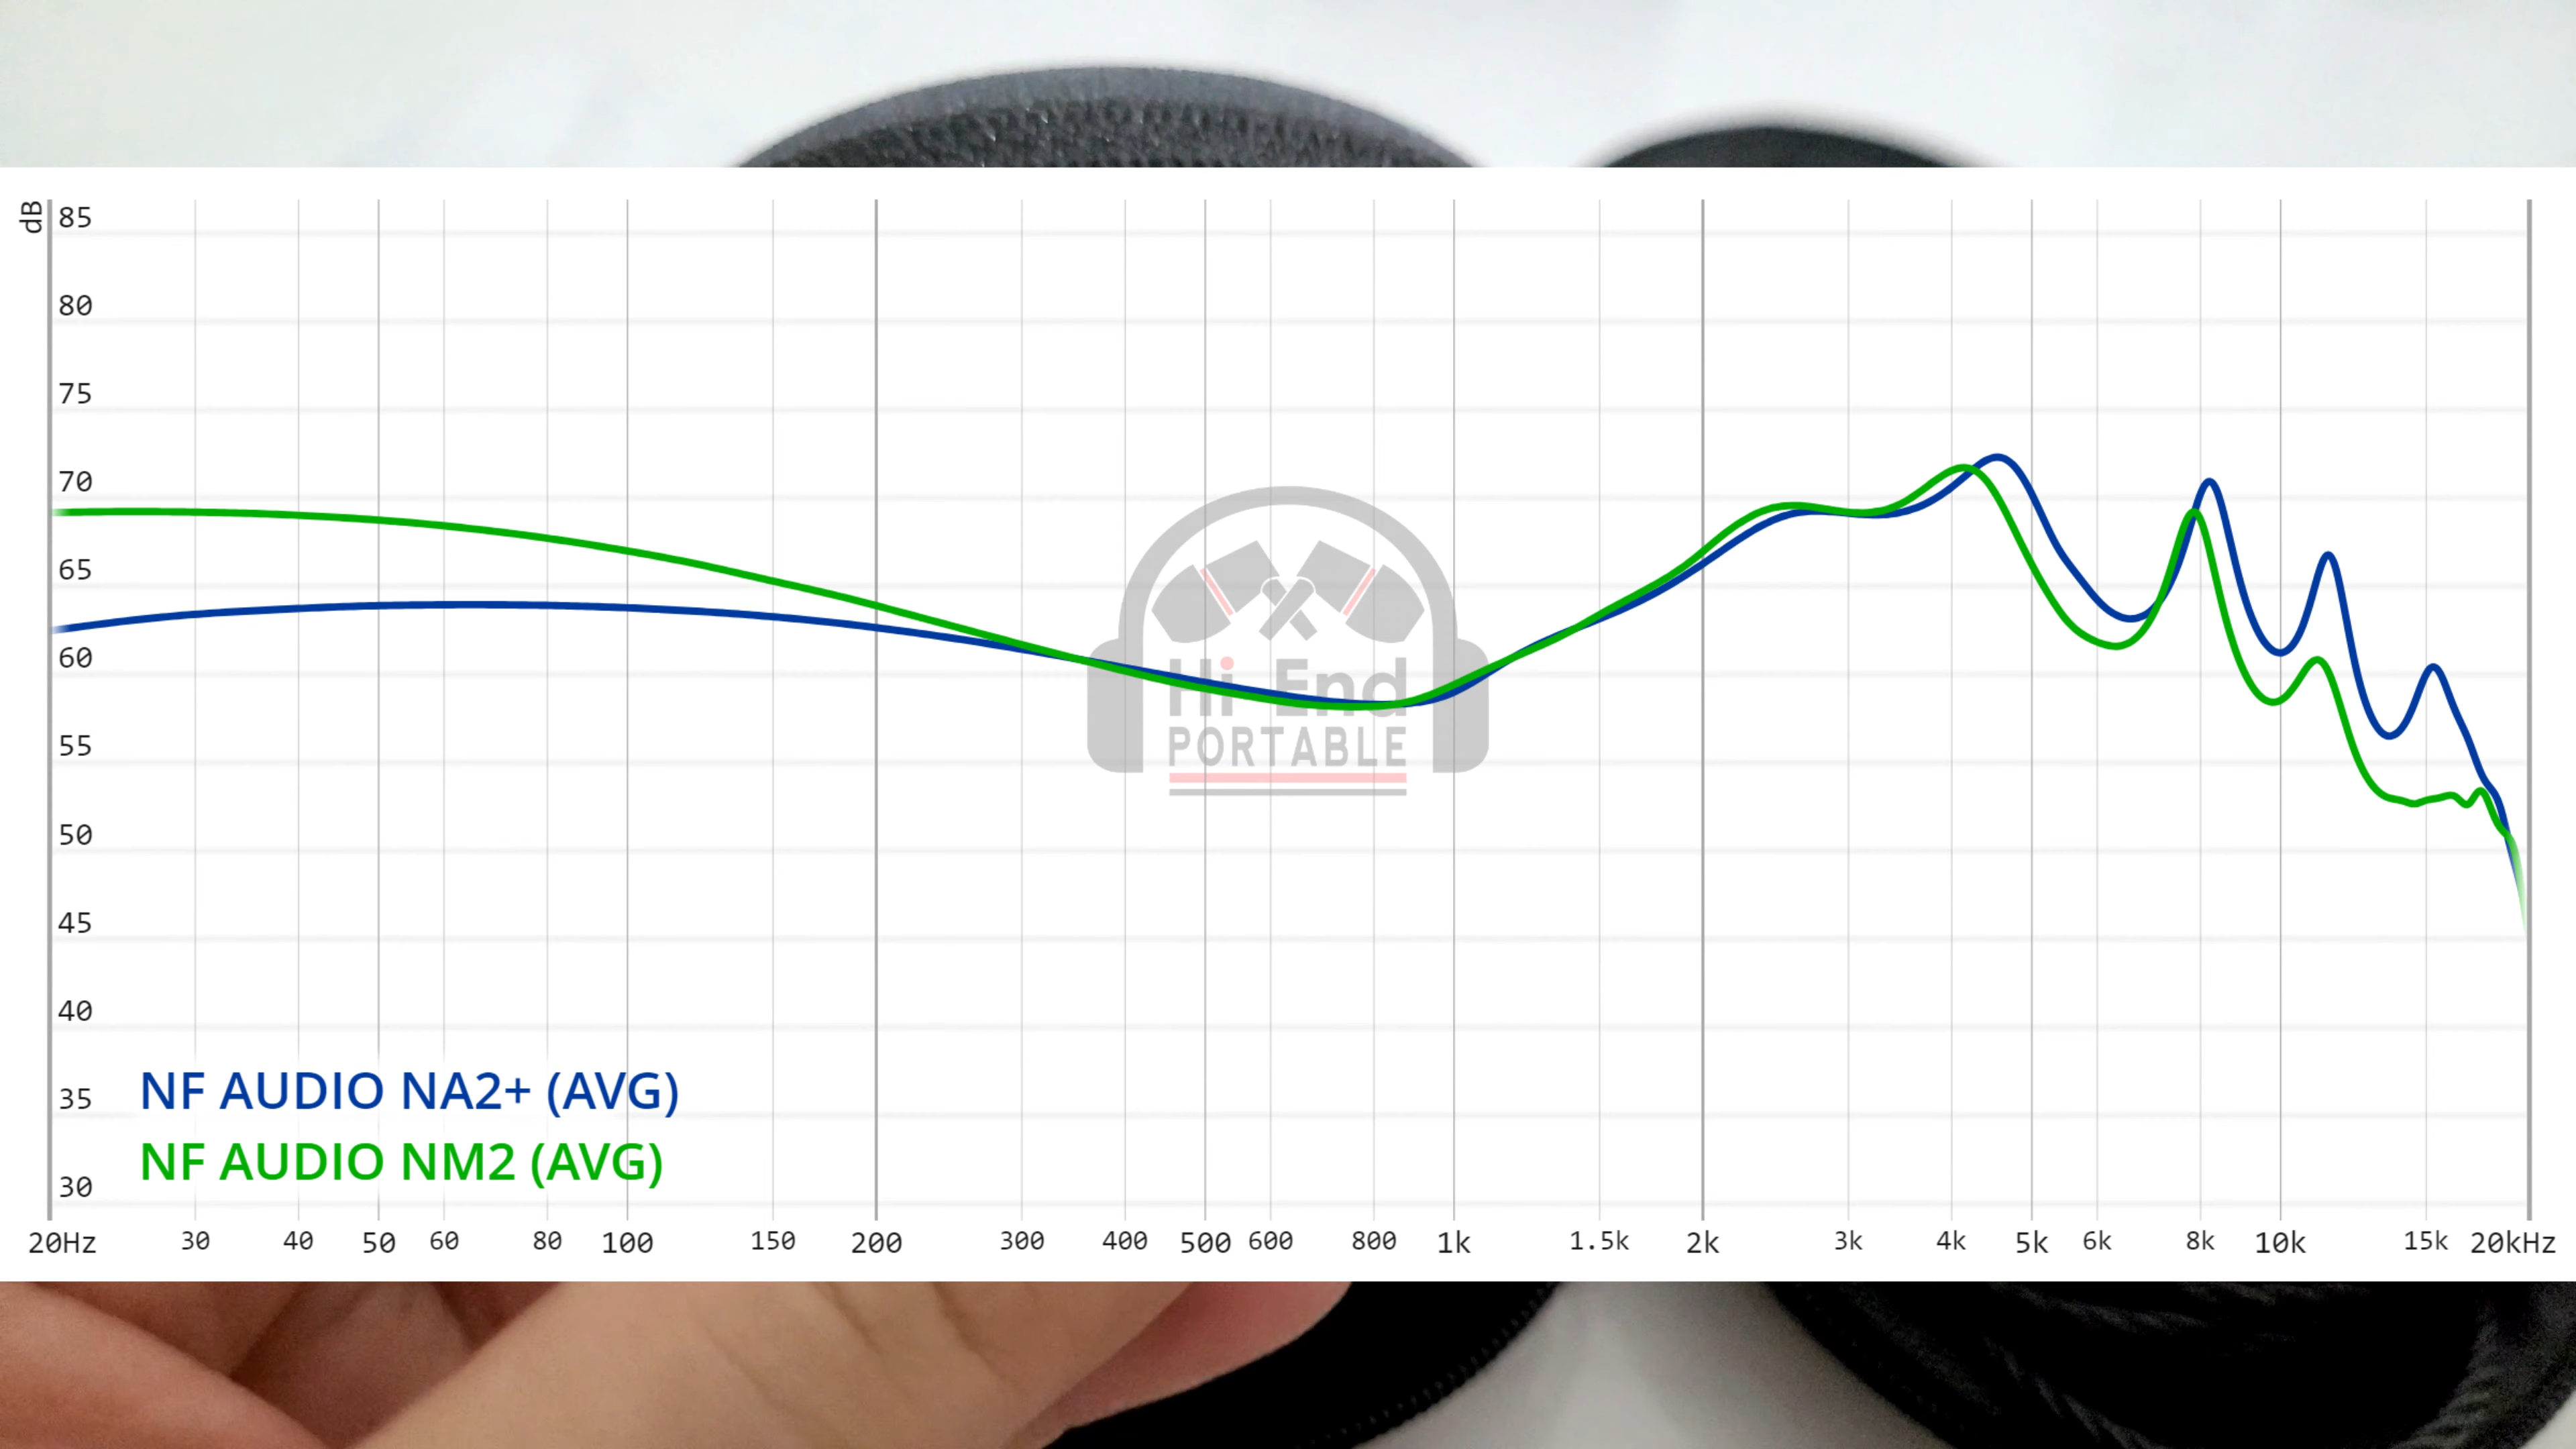 dB
85
80
75
70
65
60
55
50
45
40
35
30
Hi End
PORTABLE
NF AUDIO NA2+ (AVG)
NF AUDIO NM2 (AVG)
20Hz 30 40 50 60 80 100 150 200 300 400 500 600 800 1k 1.5k 2k 3k 4k 5k 6k 8k 10k 15k 20kHz